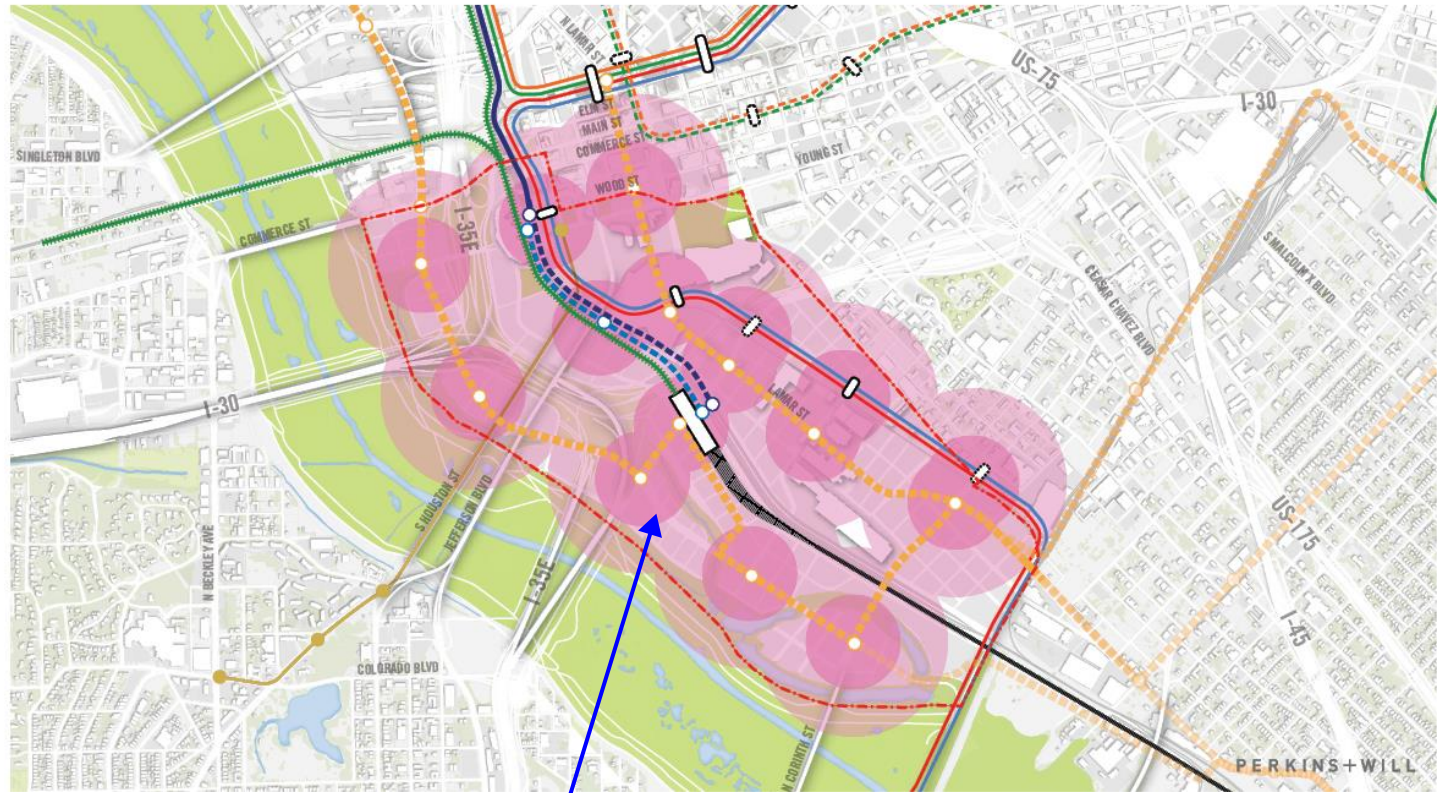 N LAMAR ST
US-75
I-30
ELM ST
MAIN ST
COMMERCE ST
YOUNG ST
SINGLETON BLVD
WOOD ST
I-35E
COMMERCE ST
S MALCOLM X BLVD
CEASAR CHAVEZ BLVD
I-30
LAMAR ST
S HOUSTON ST
JEFFERSON BLVD
N BECKLEY AVE
US-175
I-35E
I-45
COLORADO BLVD
N CORINTH ST
PERKINS+WILL